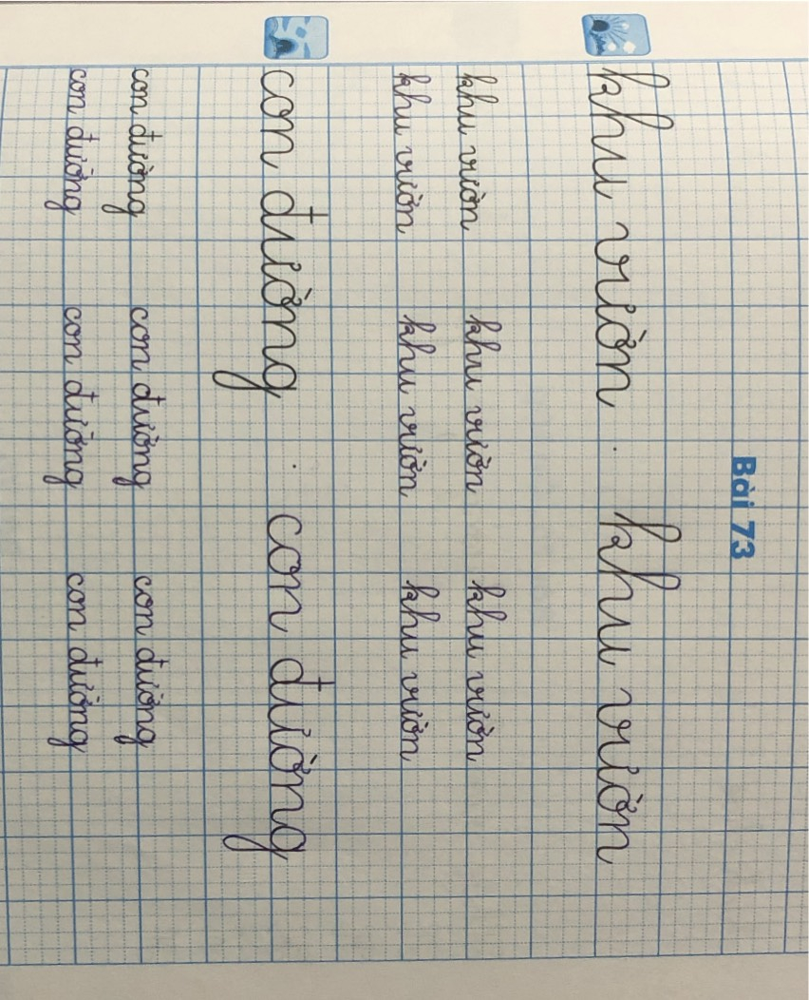 Bài 73
khu vườn . khu vườn
khu vườn khu vườn khu vườn
khu vườn khu vườn khu vườn
con đường . con đường
con đường con đường con đường
con đường con đường con đường